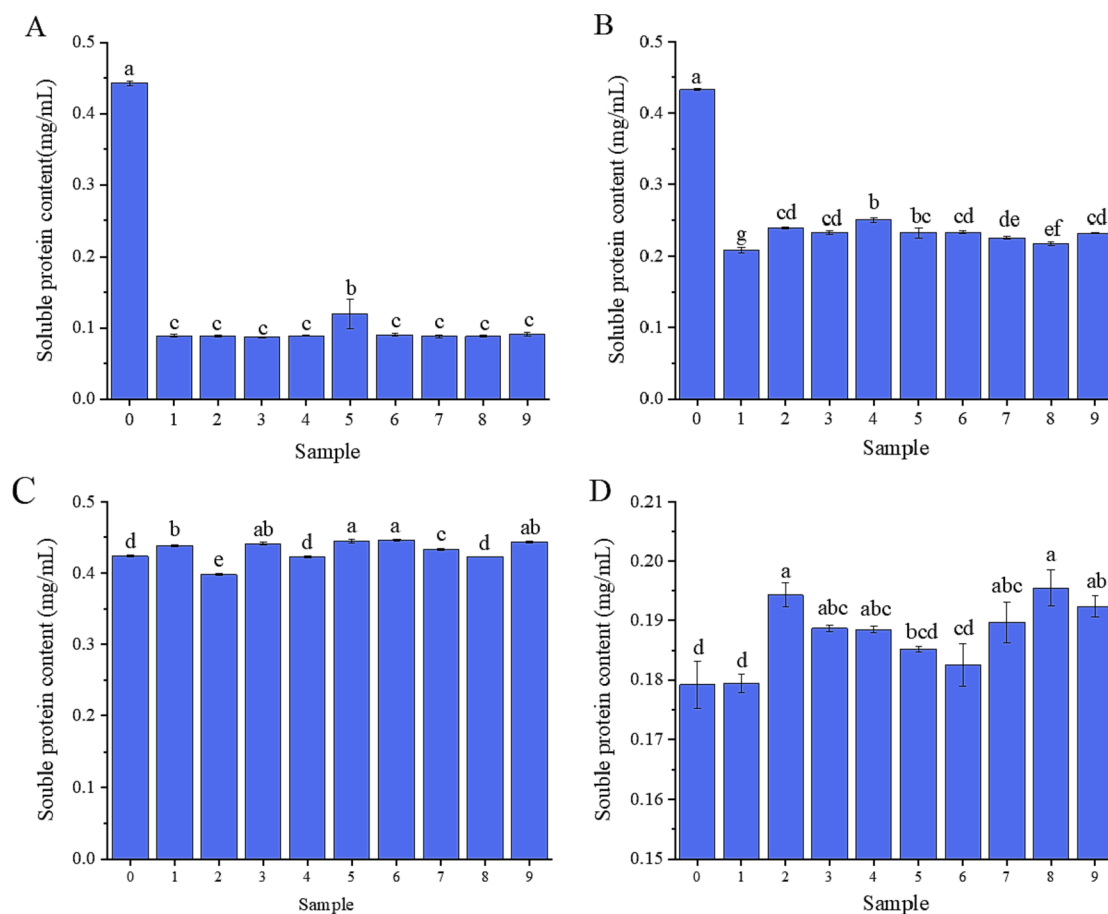 A
Soluble protein content(mg/mL)
0.5
0.4
0.3
0.2
0.1
0.0
a
c
c
c
c
b
c
c
c
c
0 1 2 3 4 5 6 7 8 9
Sample
B
Soluble protein content (mg/mL)
0.5
0.4
0.3
0.2
0.1
0.0
a
g
cd
cd
b
bc
cd
de
ef
cd
0 1 2 3 4 5 6 7 8 9
Sample
C
Souble protein content (mg/mL)
0.5
0.4
0.3
0.2
0.1
0.0
d
b
e
ab
d
a
a
c
d
ab
0 1 2 3 4 5 6 7 8 9
Sample
D
Souble protein content (mg/mL)
0.21
0.20
0.19
0.18
0.17
0.16
0.15
d
d
a
abc
abc
bcd
cd
abc
a
ab
0 1 2 3 4 5 6 7 8 9
Sample